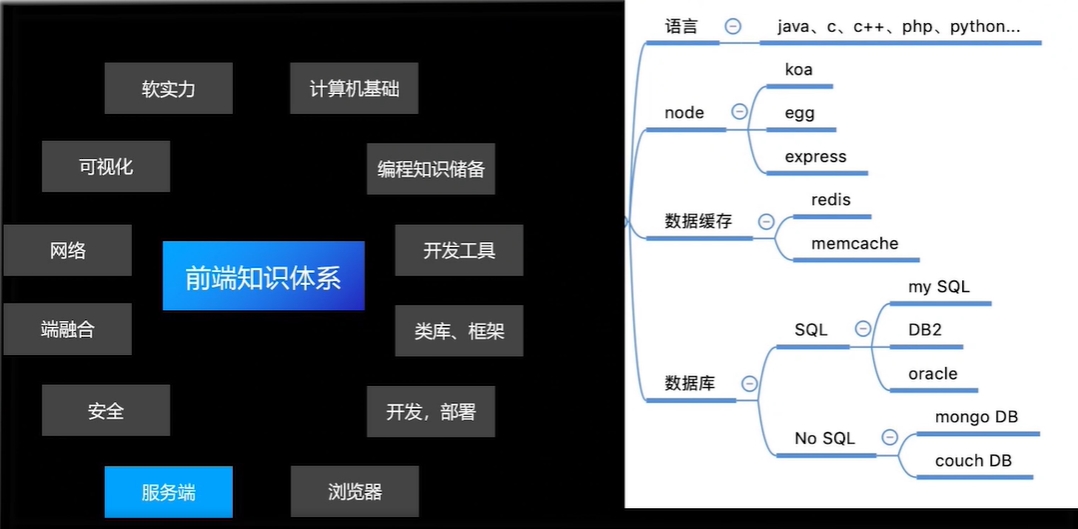 软实力
计算机基础
可视化
编程知识储备
网络
前端知识体系
开发工具
端融合
类库、框架
安全
开发，部署
服务端
浏览器
语言
java、c、c++、php、python...
node
koa
egg
express
数据缓存
redis
memcache
数据库
SQL
my SQL
DB2
oracle
No SQL
mongo DB
couch DB